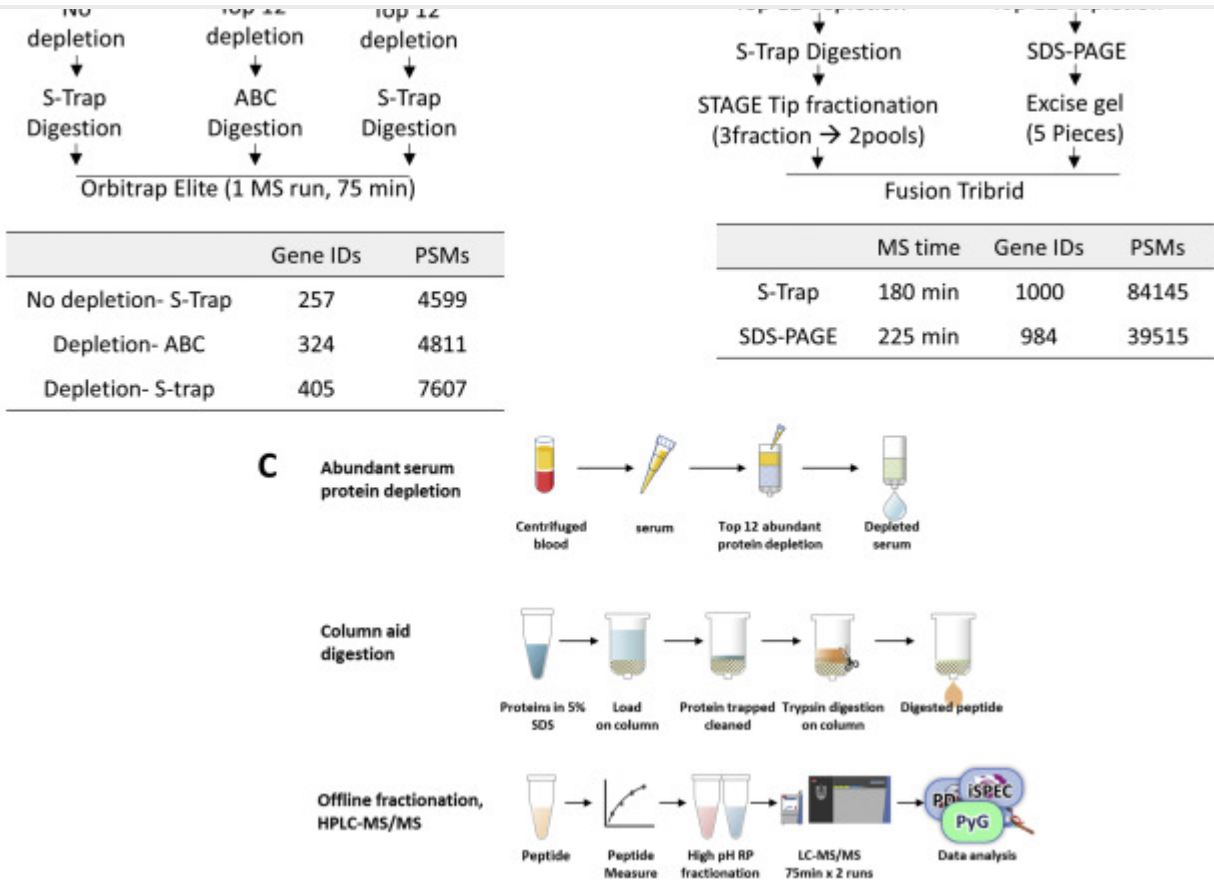 No
depletion
Top 12
depletion
Top 12
depletion
S-Trap
Digestion
ABC
Digestion
S-Trap
Digestion
Orbitrap Elite (1 MS run, 75 min)
Gene IDs PSMs
No depletion- S-Trap 257 4599
Depletion- ABC 324 4811
Depletion- S-trap 405 7607
S-Trap Digestion
STAGE Tip fractionation
(3fraction → 2pools)
SDS-PAGE
Excise gel
(5 Pieces)
Fusion Tribrid
MS time Gene IDs PSMs
S-Trap 180 min 1000 84145
SDS-PAGE 225 min 984 39515
C
Abundant serum
protein depletion
Centrifuged
blood
serum
Top 12 abundant
protein depletion
Depleted
serum
Column aid
digestion
Proteins in 5%
SDS
Load
on column
Protein trapped
cleaned
Trypsin digestion
on column
Digested peptide
Offline fractionation,
HPLC-MS/MS
Peptide
Peptide
Measure
High pH RP
fractionation
LC-MS/MS
75min x 2 runs
PD
iSPEC
PyG
Data analysis